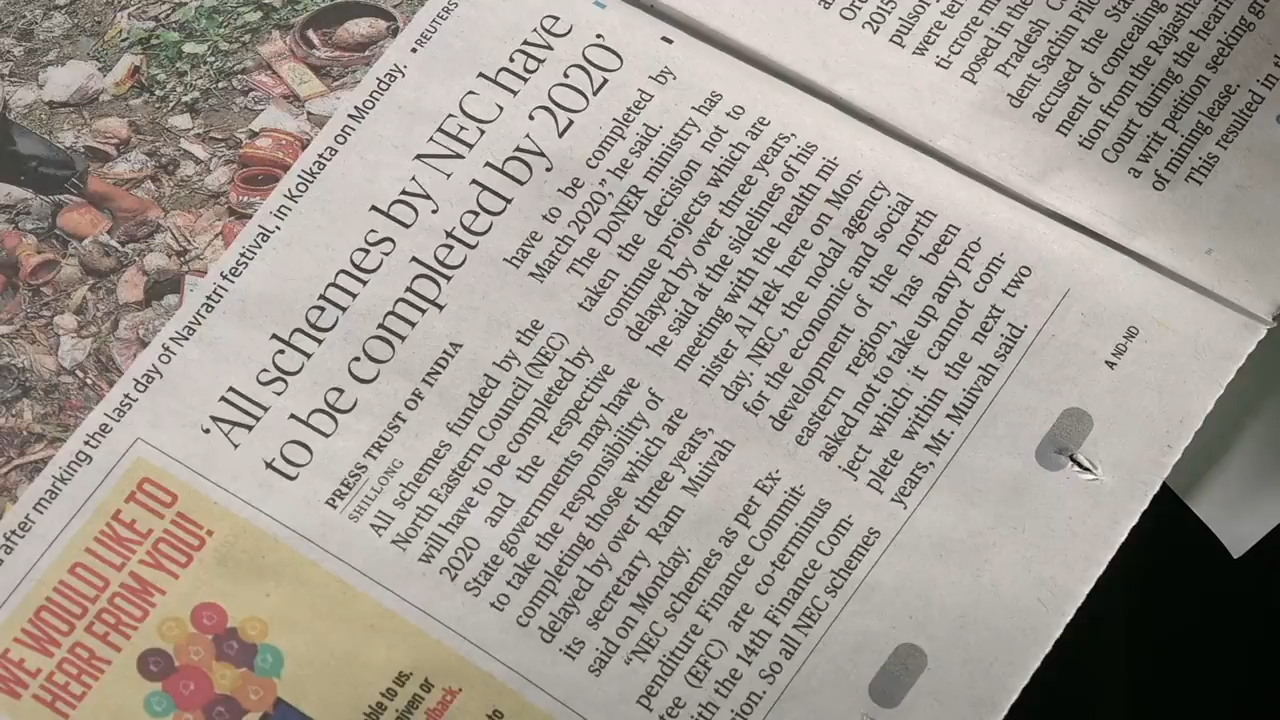 after marking the last day of Navratri festival, in Kolkata on Monday. ▪REUTERS
‘All schemes by NEC have
to be completed by 2020’
PRESS TRUST OF INDIA
SHILLONG
All schemes funded by the
North Eastern Council (NEC)
will have to be completed by
2020 and the respective
State governments may have
to take the responsibility of
completing those which are
delayed by over three years,
its secretary Ram Muivah
said on Monday.
“NEC schemes as per Ex-
penditure Finance Commit-
tee (EFC) are co-terminus
with the 14th Finance Com-
ion. So all NEC schemes
have to be completed by
March 2020,” he said.
The DoNER ministry has
taken the decision not to
continue projects which are
delayed by over three years,
he said at the sidelines of his
meeting with the health mi-
nister Al Hek here on Mon-
day. NEC, the nodal agency
for the economic and social
development of the north
eastern region, has been
asked not to take up any pro-
ject which it cannot com-
plete within the next two
years, Mr. Muivah said.
A ND-ND
WE WOULD LIKE TO
HEAR FROM YOU!
to us.
or
to
2015
were
posed in the
Pradesh
dent Sachin
accused the
ment of concealing
tion from the
Court during the
a writ petition seeking
of mining lease.
This resulted in